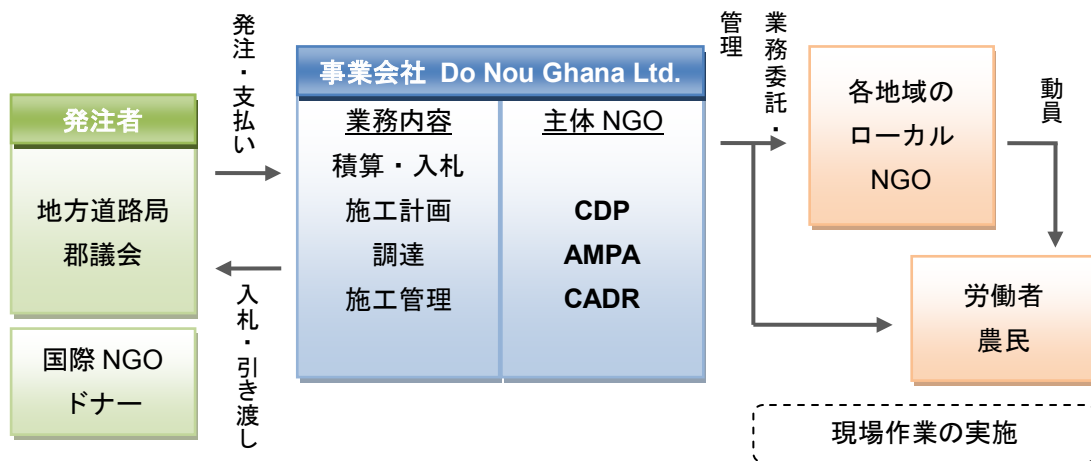 発注者
地方道路局
郡議会
国際 NGO
ドナー
発注・支払い
入札・引き渡し
事業会社 Do Nou Ghana Ltd.
業務内容
積算・入札
施工計画
調達
施工管理
主体 NGO
CDP
AMPA
CADR
業務委託・
管理
各地域の
ローカル
NGO
動員
労働者
農民
現場作業の実施